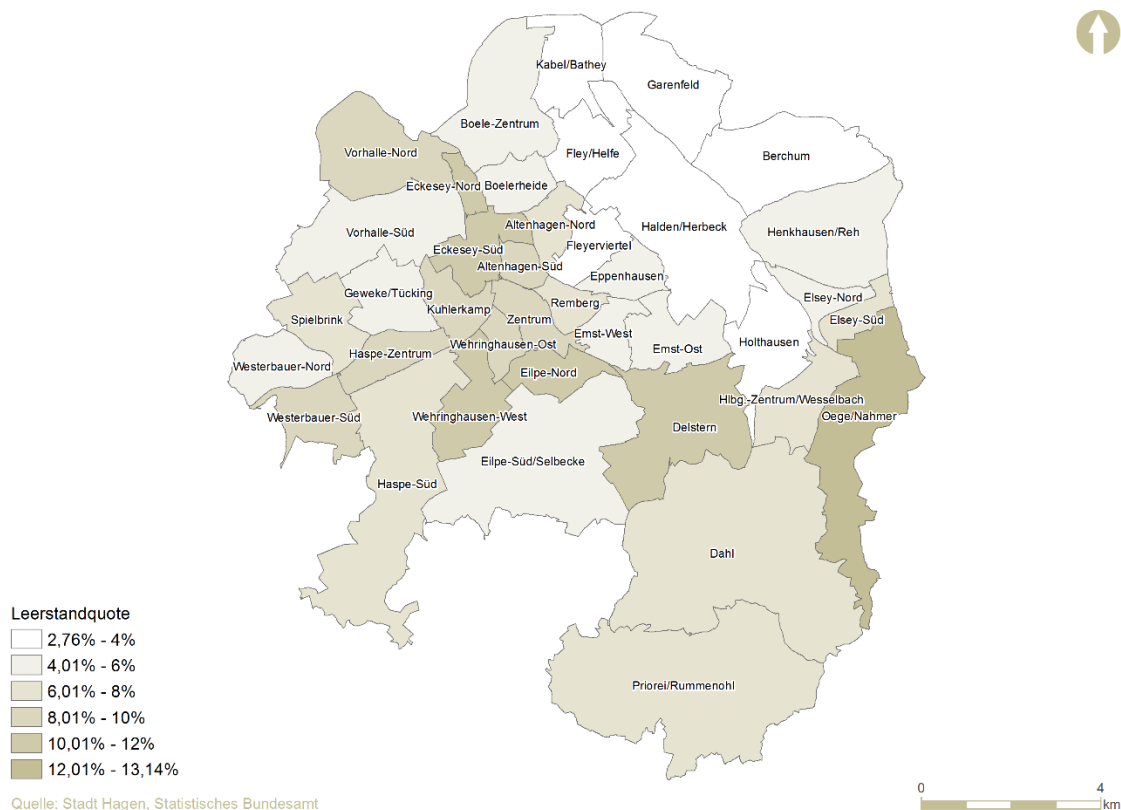 Kabel/Bathey
Garenfeld
Boele-Zentrum
Vorhalle-Nord
Fley/Helfe
Berchum
Eckesey-Nord
Boelerheide
Altenhagen-Nord
Halden/Herbeck
Vorhalle-Süd
Henkhausen/Reh
Eckesey-Süd
Fleyerviertel
Altenhagen-Süd
Eppenhausen
Geweke/Tücking
Elsey-Nord
Kuhlerkamp
Remberg
Spielbrink
Zentrum
Elsey-Süd
Emst-West
Wehringhausen-Ost
Holthausen
Emst-Ost
Haspe-Zentrum
Westerbauer-Nord
Eilpe-Nord
Hlbg.-Zentrum/Wesselbach
Westerbauer-Süd
Wehringhausen-West
Oege/Nahmer
Delstern
Eilpe-Süd/Selbecke
Haspe-Süd
Dahl
Priorei/Rummenohl
Leerstandquote
2,76% - 4%
4,01% - 6%
6,01% - 8%
8,01% - 10%
10,01% - 12%
12,01% - 13,14%
Quelle: Stadt Hagen, Statistisches Bundesamt
0 4
km